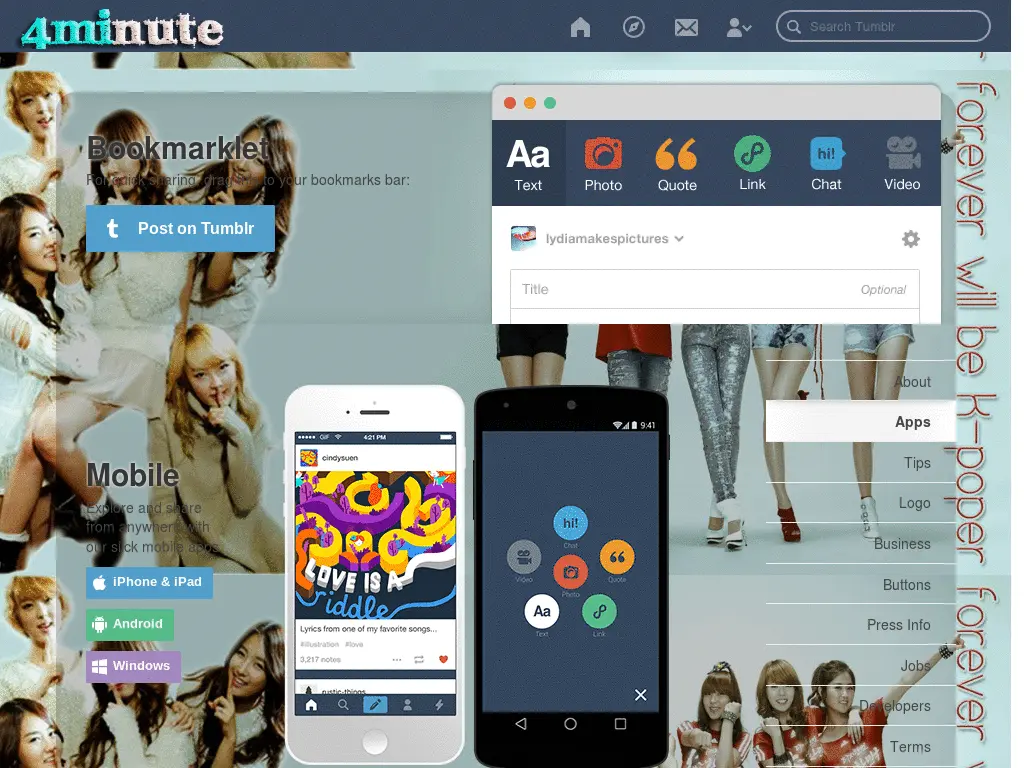 4minute
Search Tumblr
Bookmarklet
For quick sharing, drag this to your bookmarks bar:
t Post on Tumblr
Aa
Text
Photo
Quote
Link
hi!
Chat
Video
lydiamakespictures
Title
Optional
forever will be k-poper forever
About
Apps
Tips
Logo
Business
Buttons
Press Info
Jobs
Developers
Terms
Mobile
Explore and share
from anywhere with
our slick mobile apps.
iPhone & iPad
Android
Windows
GIF
4:21 PM
cindysuen
LOVE IS A
riddle
Lyrics from one of my favorite songs...
#illustration #love
3,217 notes
rustic-things
9:41
hi!
Chat
Video
Quote
Photo
Aa
Text
Link